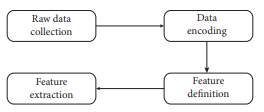 Raw data
collection
Data
encoding
Feature
definition
Feature
extraction